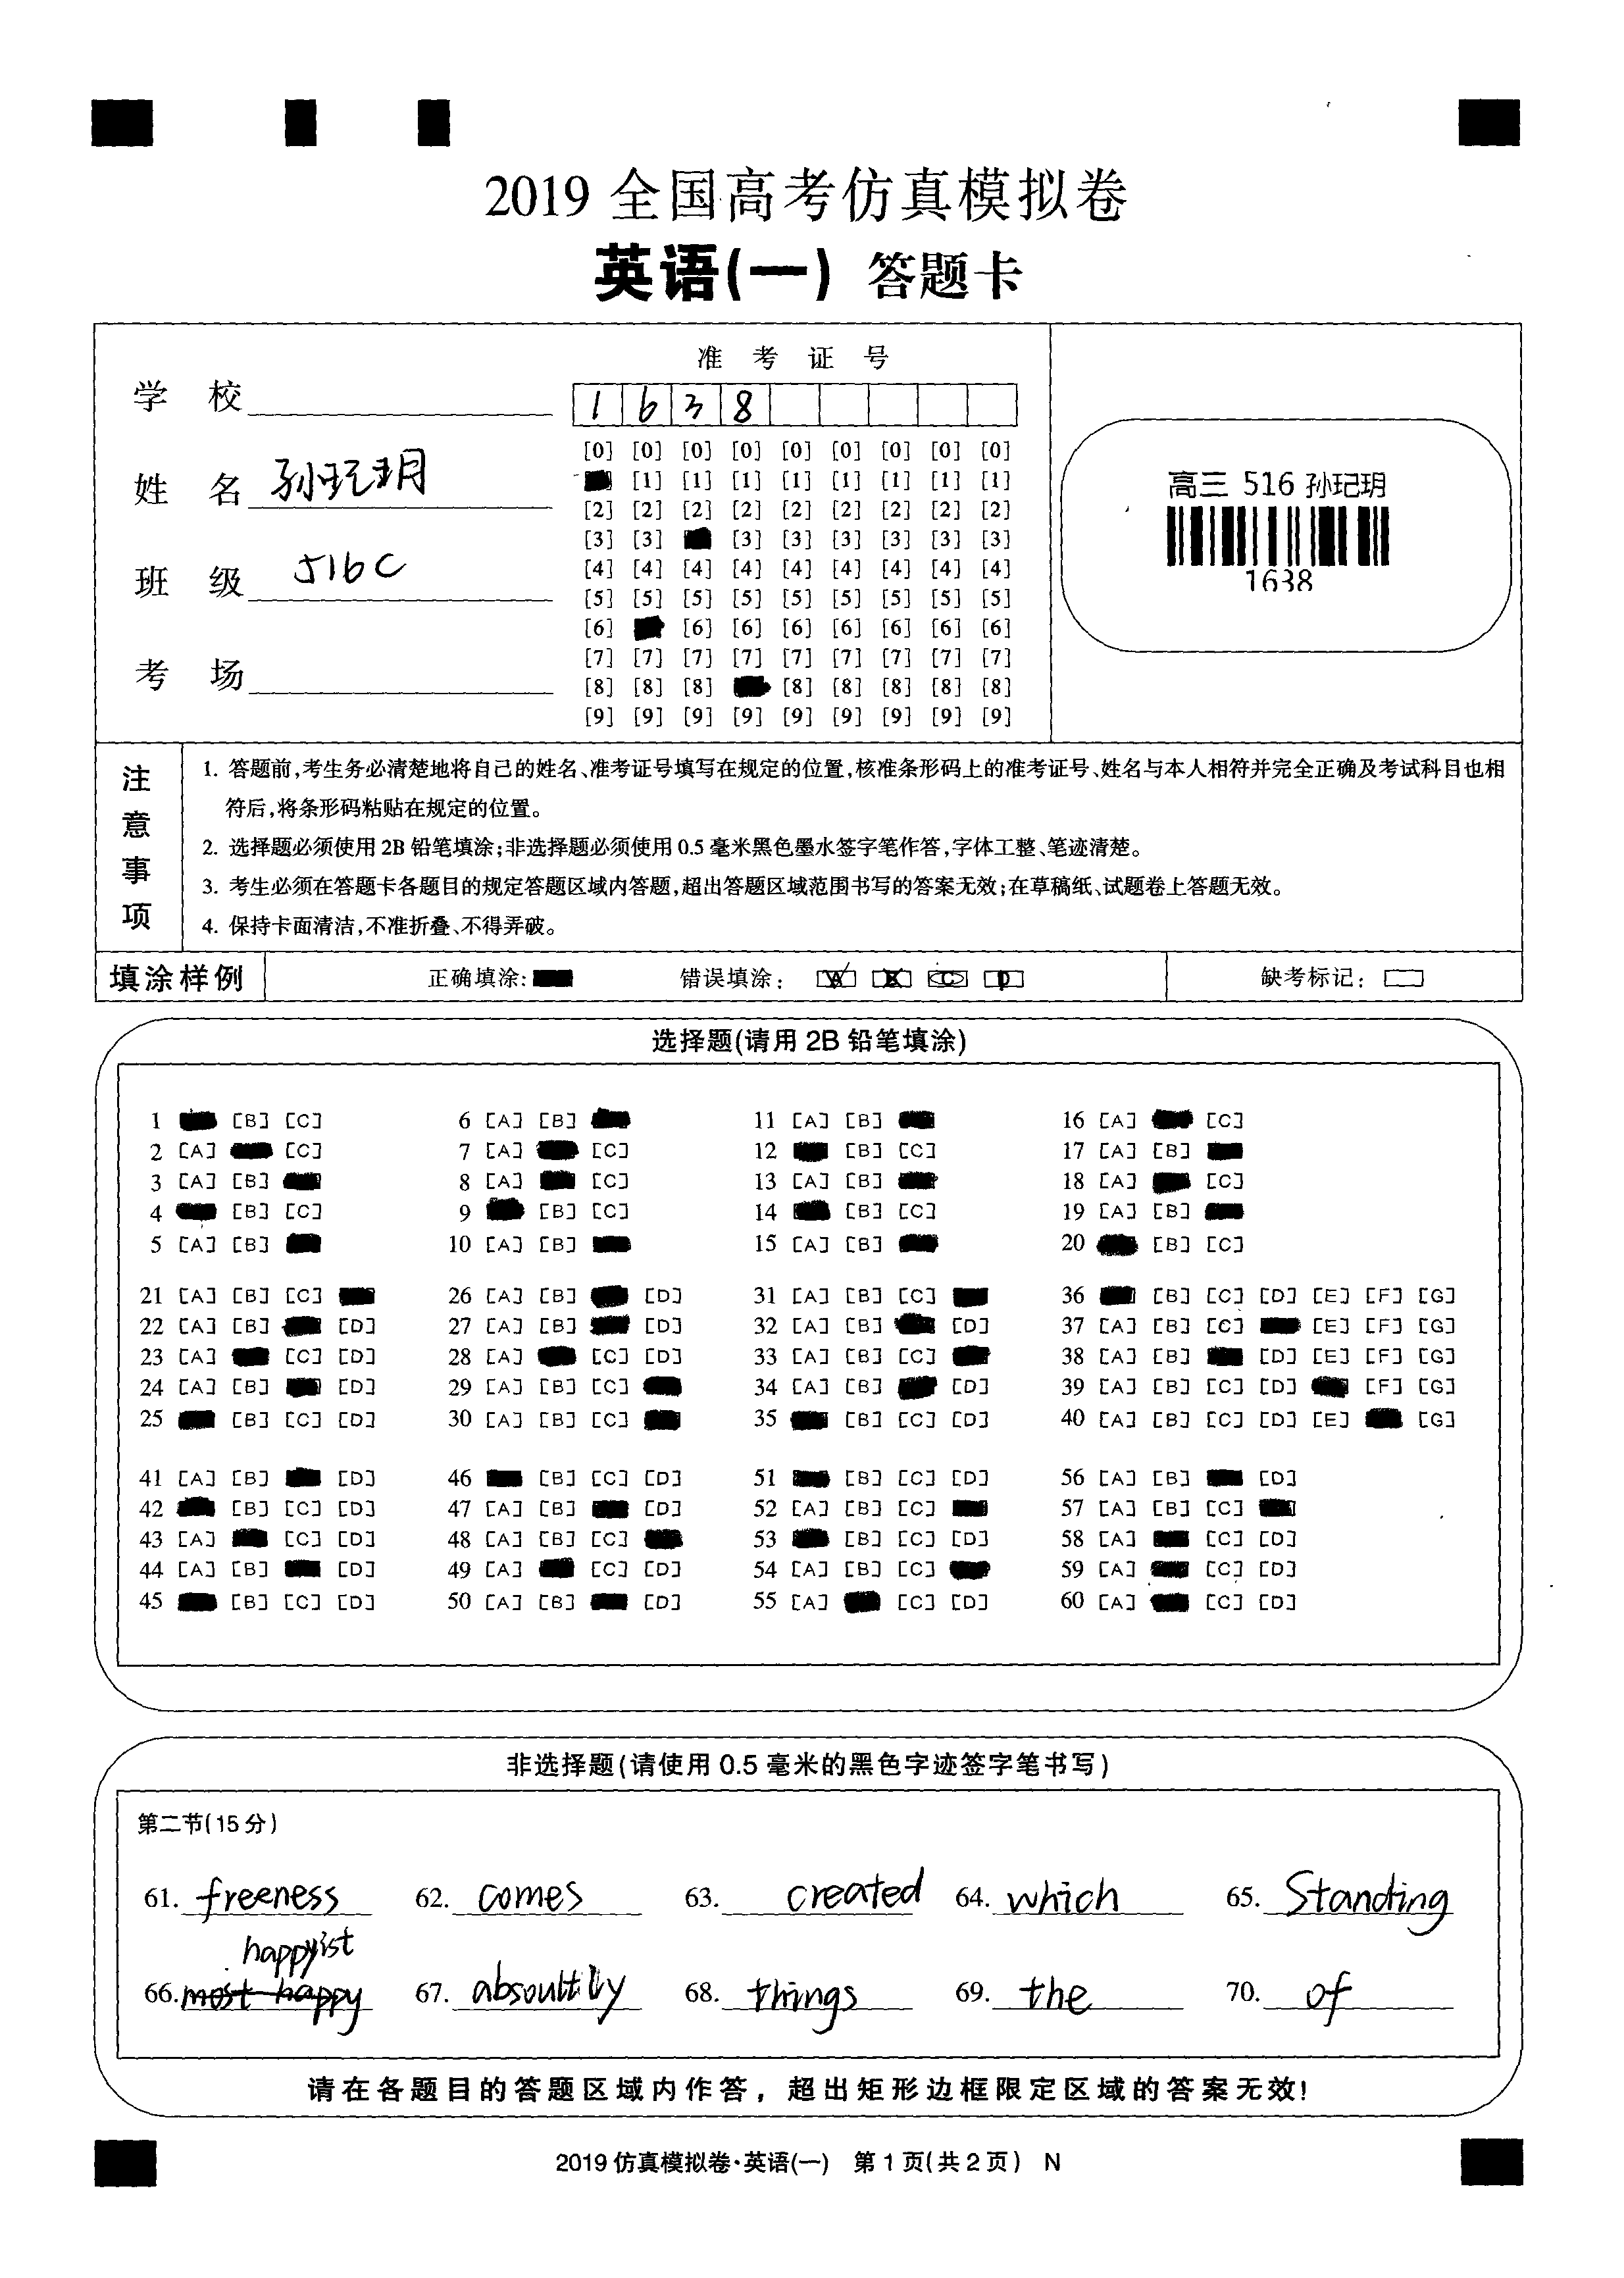 2019 全国高考仿真模拟卷
英语(一) 答题卡
准 考 证 号
学 校
1 6 3 8
姓 名 孙玘玥
班 级 516C
考 场
[0] [0] [0] [0] [0] [0] [0] [0] [0]
[1] [1] [1] [1] [1] [1] [1] [1]
[2] [2] [2] [2] [2] [2] [2] [2] [2]
[3] [3] [3] [3] [3] [3] [3] [3]
[4] [4] [4] [4] [4] [4] [4] [4] [4]
[5] [5] [5] [5] [5] [5] [5] [5] [5]
[6] [6] [6] [6] [6] [6] [6] [6]
[7] [7] [7] [7] [7] [7] [7] [7] [7]
[8] [8] [8] [8] [8] [8] [8] [8]
[9] [9] [9] [9] [9] [9] [9] [9] [9]
高三 516 孙玘玥
1638
注意事项
1. 答题前,考生务必清楚地将自己的姓名、准考证号填写在规定的位置,核准条形码上的准考证号、姓名与本人相符并完全正确及考试科目也相
符后,将条形码粘贴在规定的位置。
2. 选择题必须使用 2B 铅笔填涂;非选择题必须使用 0.5 毫米黑色墨水签字笔作答,字体工整、笔迹清楚。
3. 考生必须在答题卡各题目的规定答题区域内答题,超出答题区域范围书写的答案无效;在草稿纸、试题卷上答题无效。
4. 保持卡面清洁,不准折叠、不得弄破。
填涂样例 正确填涂: 错误填涂: [A] [B] [C] [D] 缺考标记:
选择题(请用 2B 铅笔填涂)
1 [B] [C] 6 [A] [B] 11 [A] [B] 16 [A] [C]
2 [A] [C] 7 [A] [C] 12 [B] [C] 17 [A] [B]
3 [A] [B] 8 [A] [C] 13 [A] [B] 18 [A] [C]
4 [B] [C] 9 [B] [C] 14 [B] [C] 19 [A] [B]
5 [A] [B] 10 [A] [B] 15 [A] [B] 20 [B] [C]
21 [A] [B] [C] 26 [A] [B] [D] 31 [A] [B] [C] 36 [B] [C] [D] [E] [F] [G]
22 [A] [B] [D] 27 [A] [B] [D] 32 [A] [B] [D] 37 [A] [B] [C] [E] [F] [G]
23 [A] [C] [D] 28 [A] [C] [D] 33 [A] [B] [C] 38 [A] [B] [D] [E] [F] [G]
24 [A] [B] [D] 29 [A] [B] [C] 34 [A] [B] [D] 39 [A] [B] [C] [D] [F] [G]
25 [B] [C] [D] 30 [A] [B] [C] 35 [B] [C] [D] 40 [A] [B] [C] [D] [E] [G]
41 [A] [B] [D] 46 [B] [C] [D] 51 [B] [C] [D] 56 [A] [B] [D]
42 [B] [C] [D] 47 [A] [B] [D] 52 [A] [B] [C] 57 [A] [B] [C]
43 [A] [C] [D] 48 [A] [B] [C] 53 [B] [C] [D] 58 [A] [C] [D]
44 [A] [B] [D] 49 [A] [C] [D] 54 [A] [B] [C] 59 [A] [C] [D]
45 [B] [C] [D] 50 [A] [B] [D] 55 [A] [C] [D] 60 [A] [C] [D]
非选择题(请使用 0.5 毫米的黑色字迹签字笔书写)
第二节(15 分)
61. freeness 62. comes 63. created 64. which 65. Standing
happyist
66. most happy 67. absoultly 68. things 69. the 70. of
请在各题目的答题区域内作答, 超出矩形边框限定区域的答案无效!
2019 仿真模拟卷·英语(一) 第 1 页(共 2 页) N